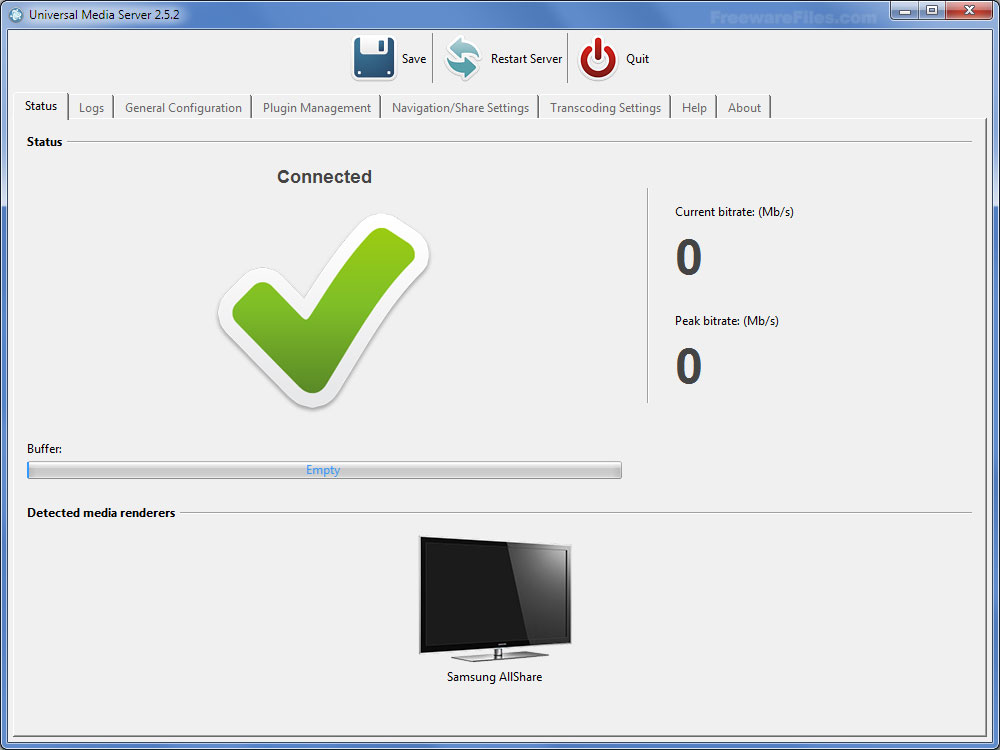 Universal Media Server 2.5.2
FreewareFiles.com
Save
Restart Server
Quit
Status
Logs
General Configuration
Plugin Management
Navigation/Share Settings
Transcoding Settings
Help
About
Status
Connected
Current bitrate: (Mb/s)
0
Peak bitrate: (Mb/s)
0
Buffer:
Empty
Detected media renderers
Samsung AllShare